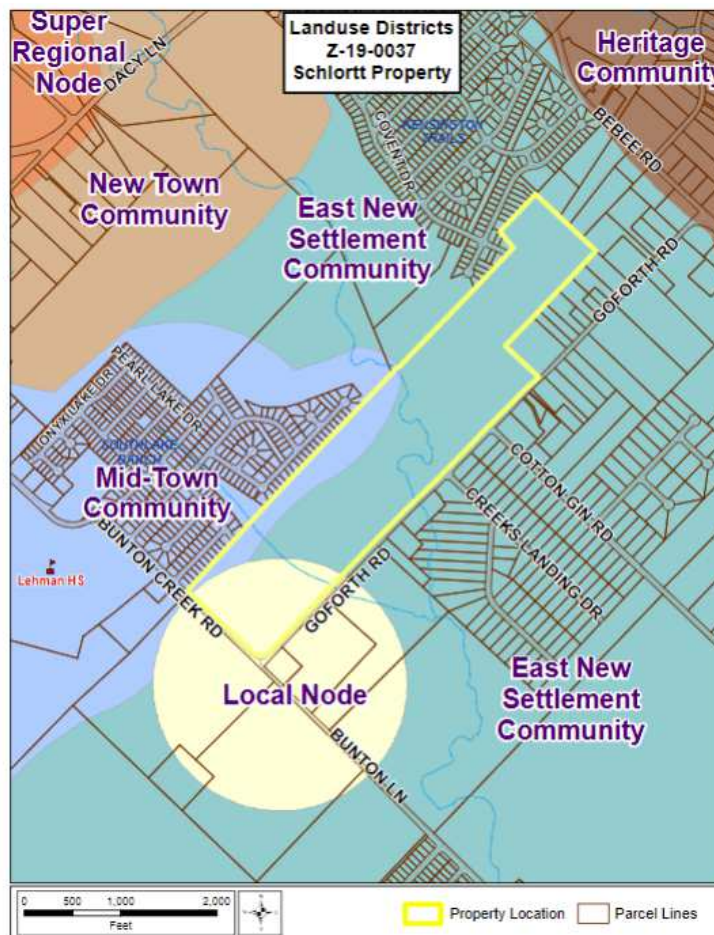 Super
Regional
Node
DACY LN
Landuse Districts
Z-19-0037
Schlortt Property
Heritage
Community
BEBEE RD
KENSINGTON
TRAILS
COVENT DR
New Town
Community
East New
Settlement
Community
GOFORTH RD
PEARL LAKE DR
ONYX LAKE DR
SOUTHLAKE
RANCH
Mid-Town
Community
COTTON GIN RD
CREEKS LANDING DR
BUNTON CREEK RD
Lehman HS
GOFORTH RD
East New
Settlement
Community
Local Node
BUNTON LN
0 500 1,000 2,000
Feet
Property Location
Parcel Lines